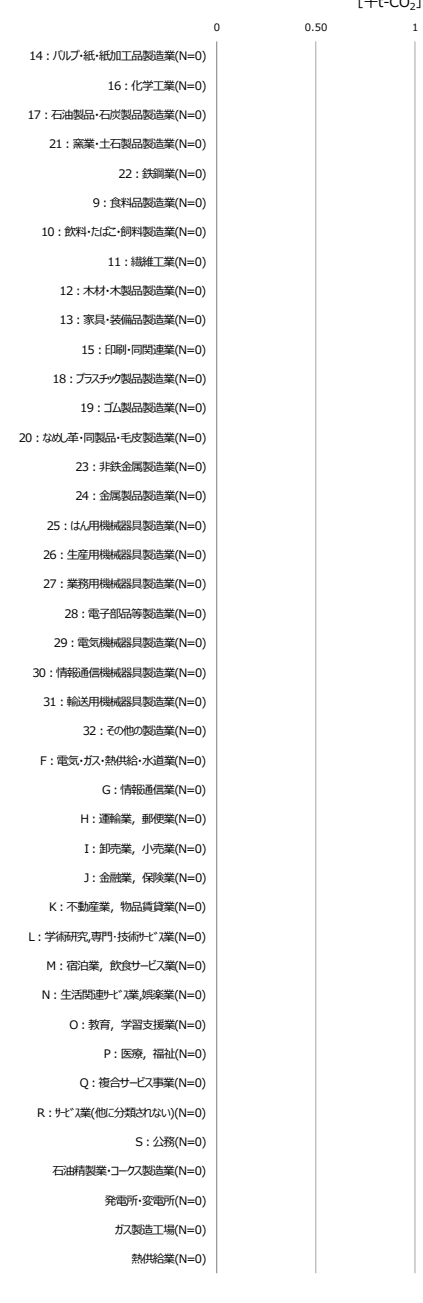 [千t-CO₂]
0 0.50 1
14：パルプ・紙・紙加工品製造業(N=0)
16：化学工業(N=0)
17：石油製品・石炭製品製造業(N=0)
21：窯業・土石製品製造業(N=0)
22：鉄鋼業(N=0)
9：食料品製造業(N=0)
10：飲料・たばこ・飼料製造業(N=0)
11：繊維工業(N=0)
12：木材・木製品製造業(N=0)
13：家具・装備品製造業(N=0)
15：印刷・同関連業(N=0)
18：プラスチック製品製造業(N=0)
19：ゴム製品製造業(N=0)
20：なめし革・同製品・毛皮製造業(N=0)
23：非鉄金属製造業(N=0)
24：金属製品製造業(N=0)
25：はん用機械器具製造業(N=0)
26：生産用機械器具製造業(N=0)
27：業務用機械器具製造業(N=0)
28：電子部品等製造業(N=0)
29：電気機械器具製造業(N=0)
30：情報通信機械器具製造業(N=0)
31：輸送用機械器具製造業(N=0)
32：その他の製造業(N=0)
F：電気・ガス・熱供給・水道業(N=0)
G：情報通信業(N=0)
H：運輸業，郵便業(N=0)
I：卸売業，小売業(N=0)
J：金融業，保険業(N=0)
K：不動産業，物品賃貸業(N=0)
L：学術研究,専門・技術ｻｰﾋﾞｽ業(N=0)
M：宿泊業，飲食サービス業(N=0)
N：生活関連ｻｰﾋﾞｽ業,娯楽業(N=0)
O：教育，学習支援業(N=0)
P：医療，福祉(N=0)
Q：複合サービス事業(N=0)
R：ｻｰﾋﾞｽ業(他に分類されない)(N=0)
S：公務(N=0)
石油精製業・コークス製造業(N=0)
発電所・変電所(N=0)
ガス製造工場(N=0)
熱供給業(N=0)